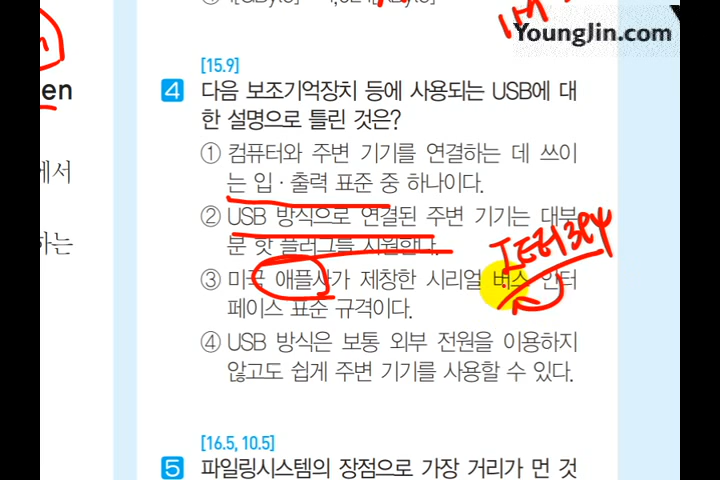 YoungJin.com
en
[15.9]
4 다음 보조기억장치 등에 사용되는 USB에 대
한 설명으로 틀린 것은?
① 컴퓨터와 주변 기기를 연결하는 데 쓰이
에서
는 입·출력 표준 중 하나이다.
② USB 방식으로 연결된 주변 기기는 대부
하는
분 핫 플러그를 지원한다.
③ 미국 애플사가 제창한 시리얼 버스 인터
페이스 표준 규격이다.
④ USB 방식은 보통 외부 전원을 이용하지
않고도 쉽게 주변 기기를 사용할 수 있다.
[16.5, 10.5]
5 파일링시스템의 장점으로 가장 거리가 먼 것